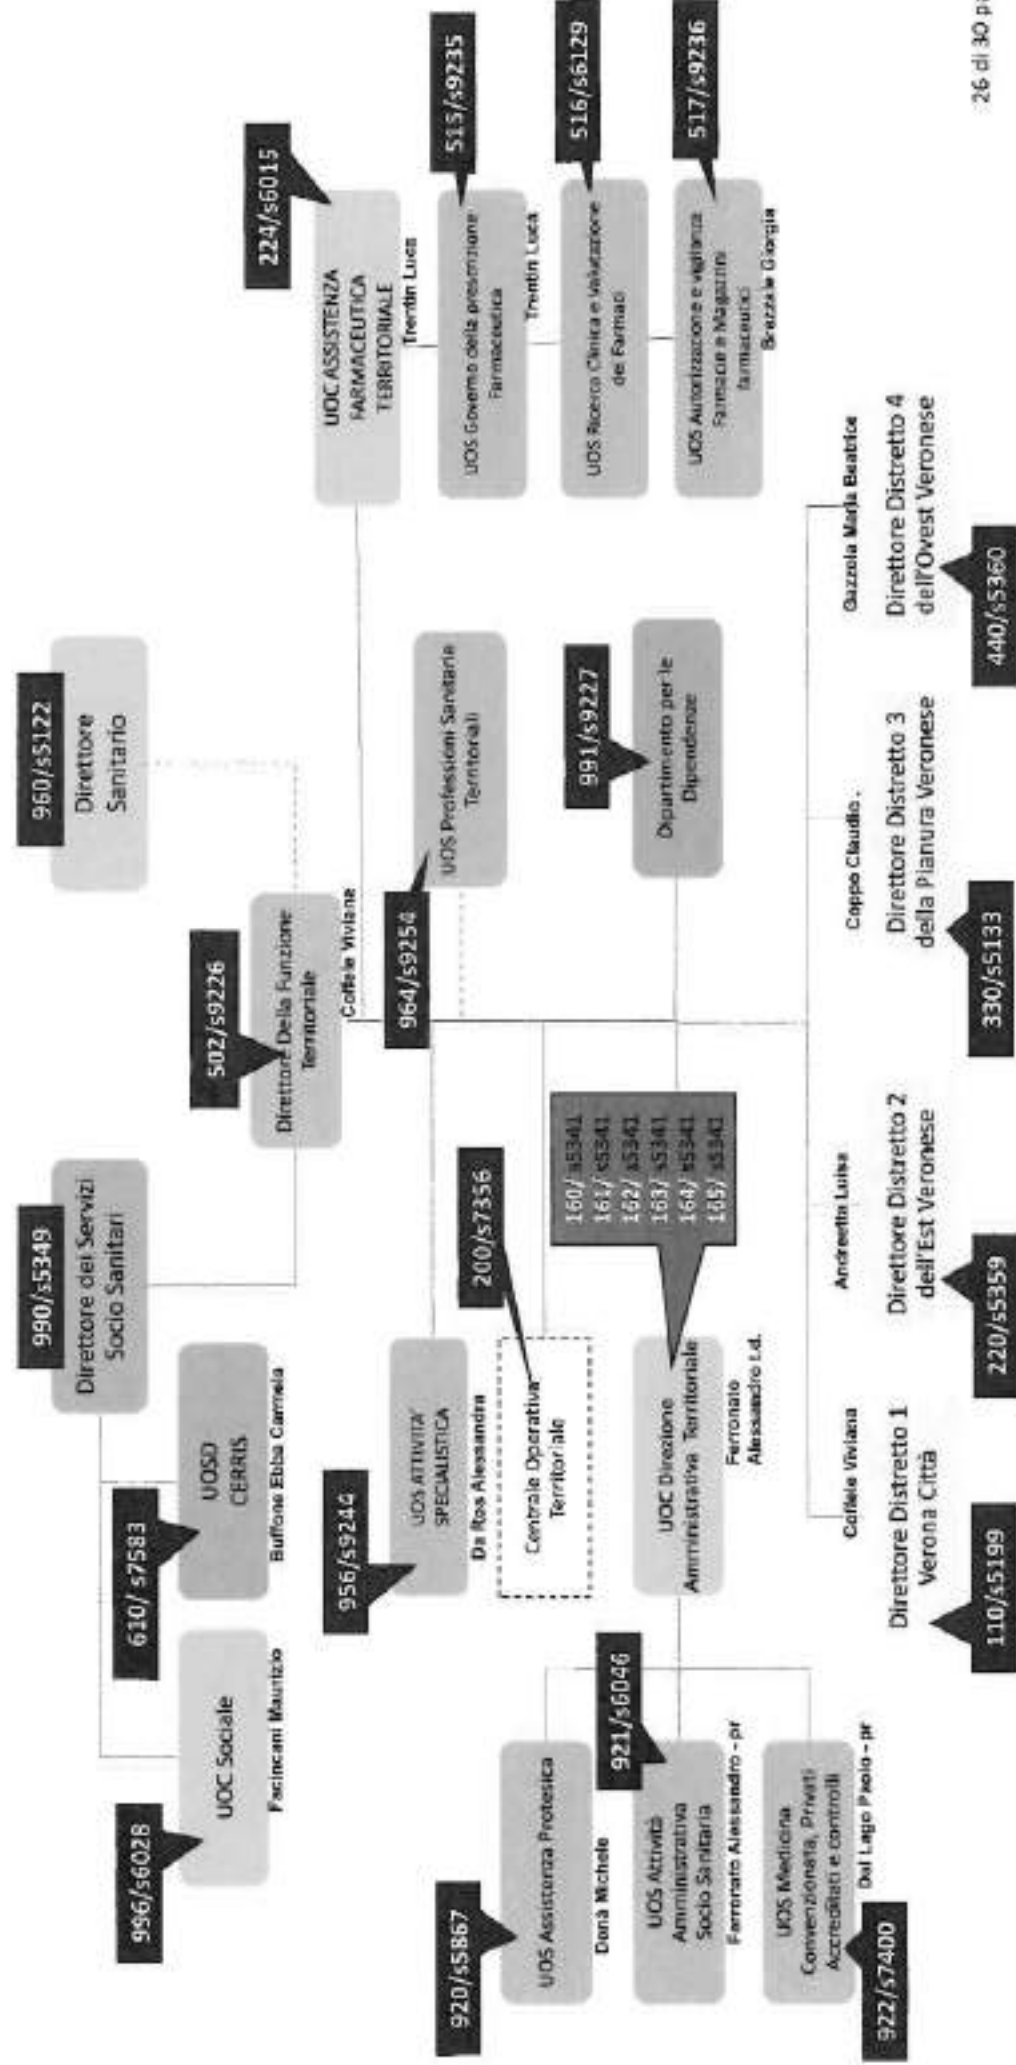 990/s5349
960/s5122
Direttore dei Servizi
Socio Sanitari
Direttore
Sanitario
996/s6028
610/ s7583
502/s9226
224/s6015
UOC Sociale
Facincani Maurizio
UOSD
CERRIS
Buffone Ebba Carmela
Direttore Della Funzione
Territoriale
Coffele Viviana
UOC ASSISTENZA
FARMACEUTICA
TERRITORIALE
Trentin Luca
956/s9244
964/s9254
515/s9235
UOS ATTIVITA'
SPECIALISTICA
Da Ros Alessandra
UOS Professioni Sanitarie
Territoriali
UOS Governo della prescrizione
Farmaceutica
Trentin Luca
200/s7356
516/s6129
Centrale Operativa
Territoriale
UOS Ricerca Clinica e Valutazione
dei Farmaci
920/s5867
UOS Assistenza Protesica
Donà Michele
991/s9227
517/s9236
160/ s5341
161/ s5341
162/ s5341
163/ s5341
164/ s5341
165/ s5341
921/s6046
UOS Attività
Amministrativa
Socio Sanitaria
Ferronato Alessandro - pr
UOC Direzione
Amministrativa Territoriale
Ferronato
Alessandro t.d.
Dipartimento per le
Dipendenze
UOS Autorizzazione e vigilanza
Farmacie e Magazzini
farmaceutici
Brazzale Giorgia
UOS Medicina
Convenzionata, Privati
Accreditati e controlli
Dal Lago Paolo - pr
922/s7400
Coffele Viviana
Direttore Distretto 1
Verona Città
110/s5199
Andreetta Luisa
Direttore Distretto 2
dell'Est Veronese
220/s5359
Coppo Claudio .
Direttore Distretto 3
della Pianura Veronese
330/s5133
Gazzola Maria Beatrice
Direttore Distretto 4
dell'Ovest Veronese
440/s5360
26 di 30